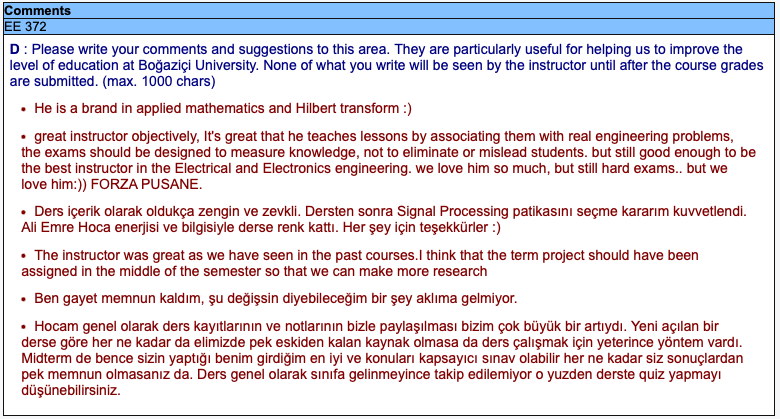 Comments
EE 372
D : Please write your comments and suggestions to this area. They are particularly useful for helping us to improve the
level of education at Boğaziçi University. None of what you write will be seen by the instructor until after the course grades
are submitted. (max. 1000 chars)
• He is a brand in applied mathematics and Hilbert transform :)
• great instructor objectively, It's great that he teaches lessons by associating them with real engineering problems,
the exams should be designed to measure knowledge, not to eliminate or mislead students. but still good enough to be
the best instructor in the Electrical and Electronics engineering. we love him so much, but still hard exams.. but we
love him:)) FORZA PUSANE.
• Ders içerik olarak oldukça zengin ve zevkli. Dersten sonra Signal Processing patikasını seçme kararım kuvvetlendi.
Ali Emre Hoca enerjisi ve bilgisiyle derse renk kattı. Her şey için teşekkürler :)
• The instructor was great as we have seen in the past courses.I think that the term project should have been
assigned in the middle of the semester so that we can make more research
• Ben gayet memnun kaldım, şu değişsin diyebileceğim bir şey aklıma gelmiyor.
• Hocam genel olarak ders kayıtlarının ve notlarının bizle paylaşılması bizim çok büyük bir artıydı. Yeni açılan bir
derse göre her ne kadar da elimizde pek eskiden kalan kaynak olmasa da ders çalışmak için yeterince yöntem vardı.
Midterm de bence sizin yaptığı benim girdiğim en iyi ve konuları kapsayıcı sınav olabilir her ne kadar siz sonuçlardan
pek memnun olmasanız da. Ders genel olarak sınıfa gelinmeyince takip edilemiyor o yuzden derste quiz yapmayı
düşünebilirsiniz.